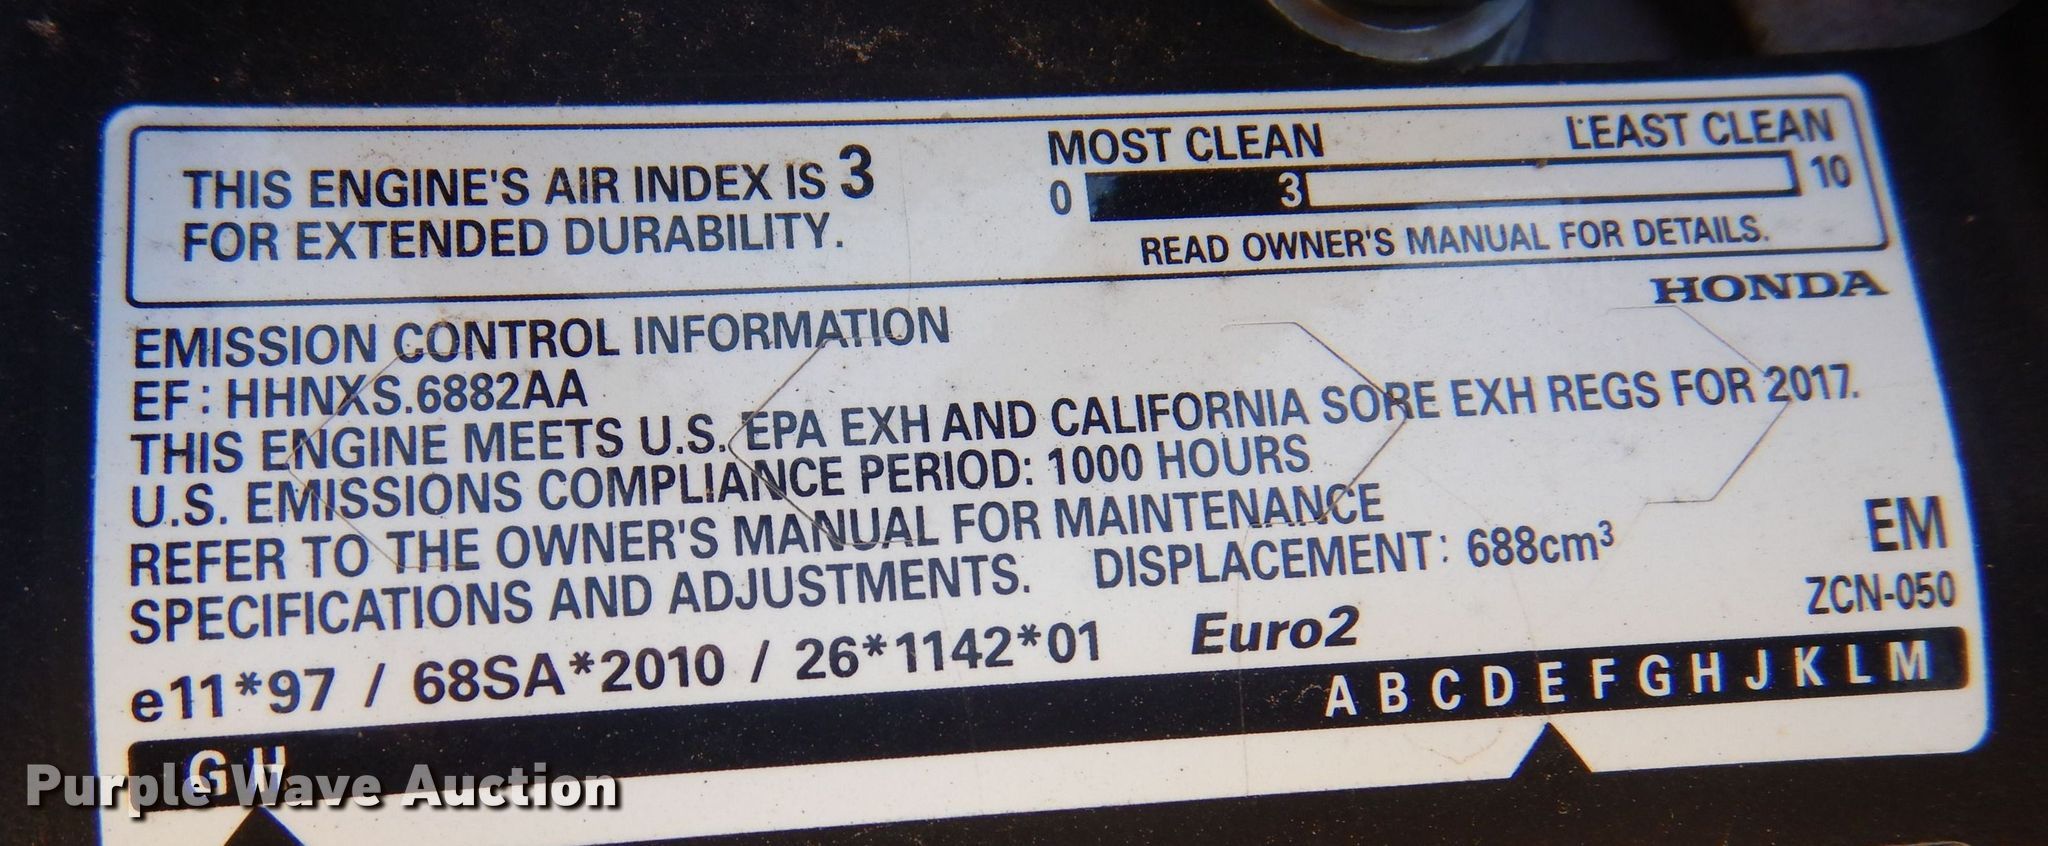 THIS ENGINE'S AIR INDEX IS 3
FOR EXTENDED DURABILITY.
MOST CLEAN LEAST CLEAN
0 3 10
READ OWNER'S MANUAL FOR DETAILS.
HONDA
EMISSION CONTROL INFORMATION
EF: HHNXS.6882AA
THIS ENGINE MEETS U.S. EPA EXH AND CALIFORNIA SORE EXH REGS FOR 2017.
U.S. EMISSIONS COMPLIANCE PERIOD: 1000 HOURS
REFER TO THE OWNER'S MANUAL FOR MAINTENANCE
SPECIFICATIONS AND ADJUSTMENTS. DISPLACEMENT: 688cm³
EM
ZCN-050
e11*97 / 68SA*2010 / 26*1142*01 Euro2
A B C D E F G H J K L M
G H
Purple Wave Auction